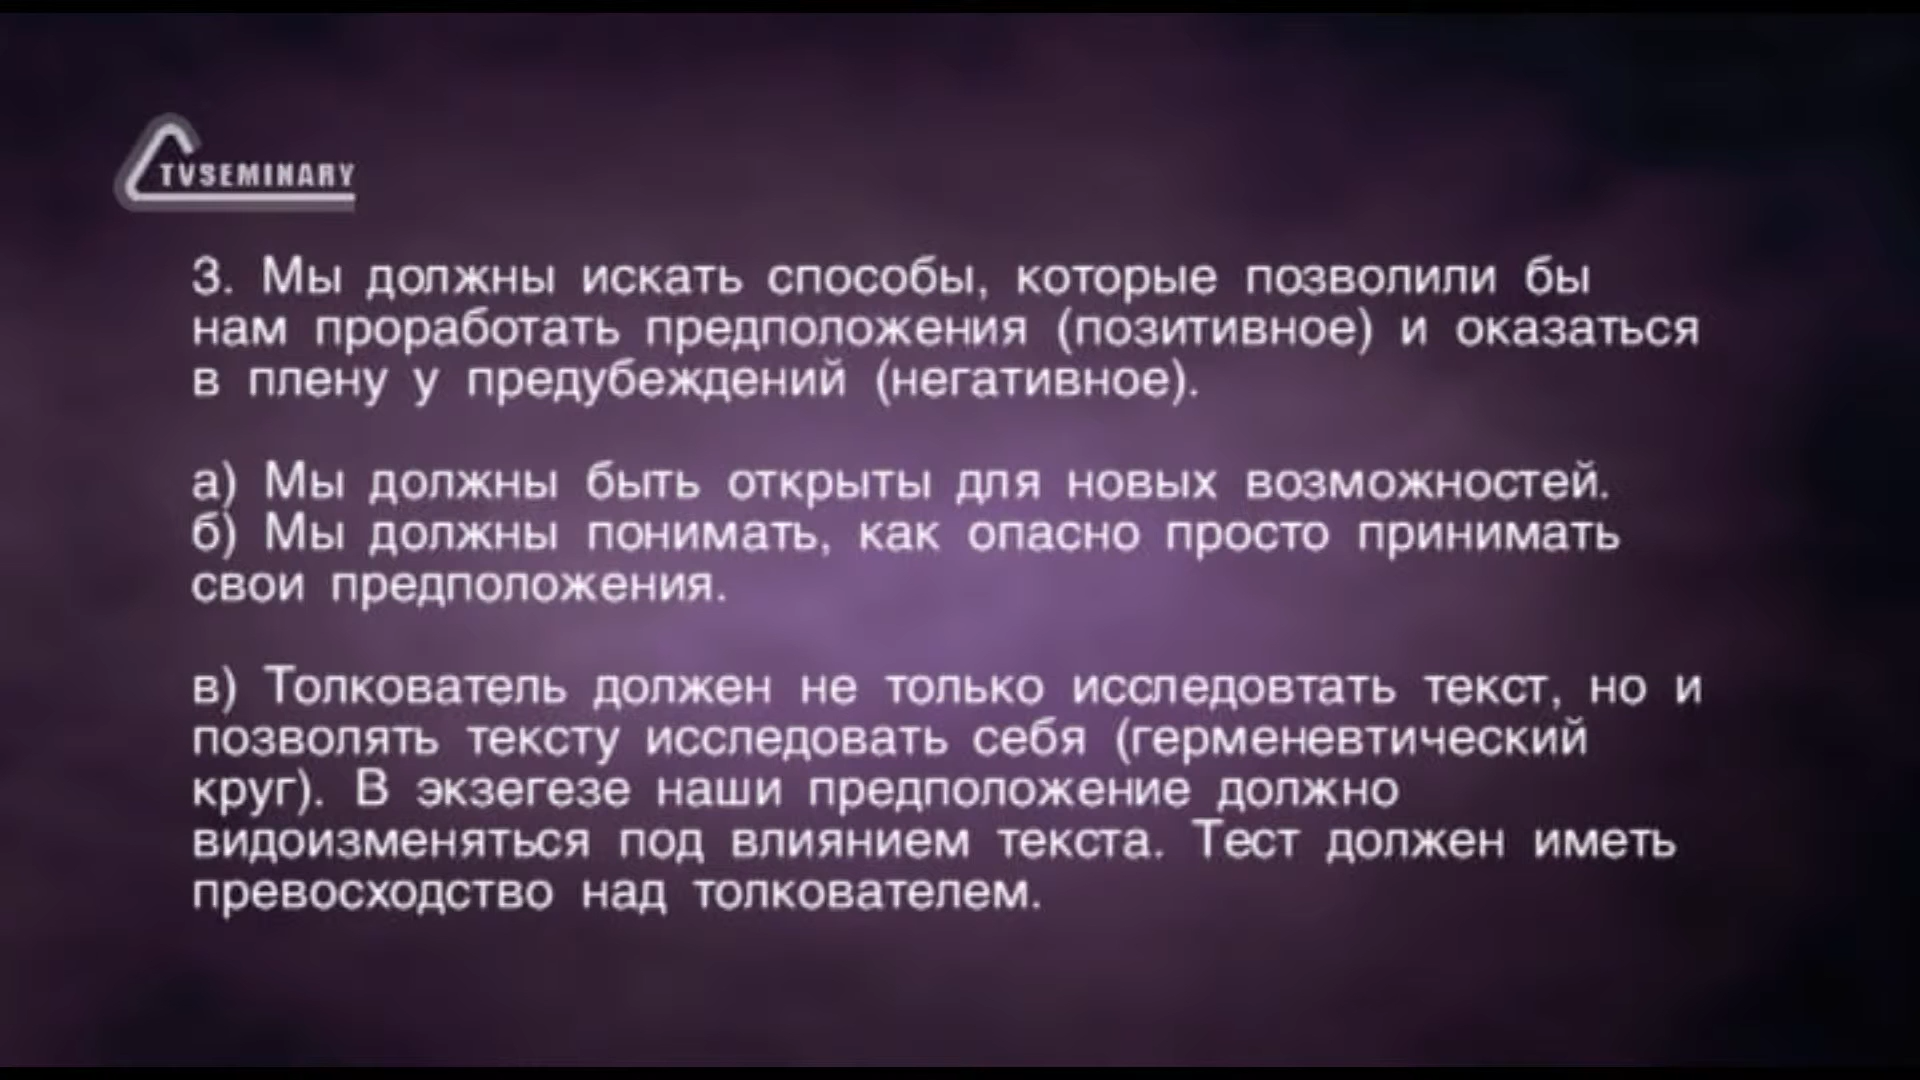 TVSEMINARY
3. Мы должны искать способы, которые позволили бы
нам проработать предположения (позитивное) и оказаться
в плену у предубеждений (негативное).
а) Мы должны быть открыты для новых возможностей.
б) Мы должны понимать, как опасно просто принимать
свои предположения.
в) Толкователь должен не только исследовтать текст, но и
позволять тексту исследовать себя (герменевтический
круг). В экзегезе наши предположение должно
видоизменяться под влиянием текста. Тест должен иметь
превосходство над толкователем.